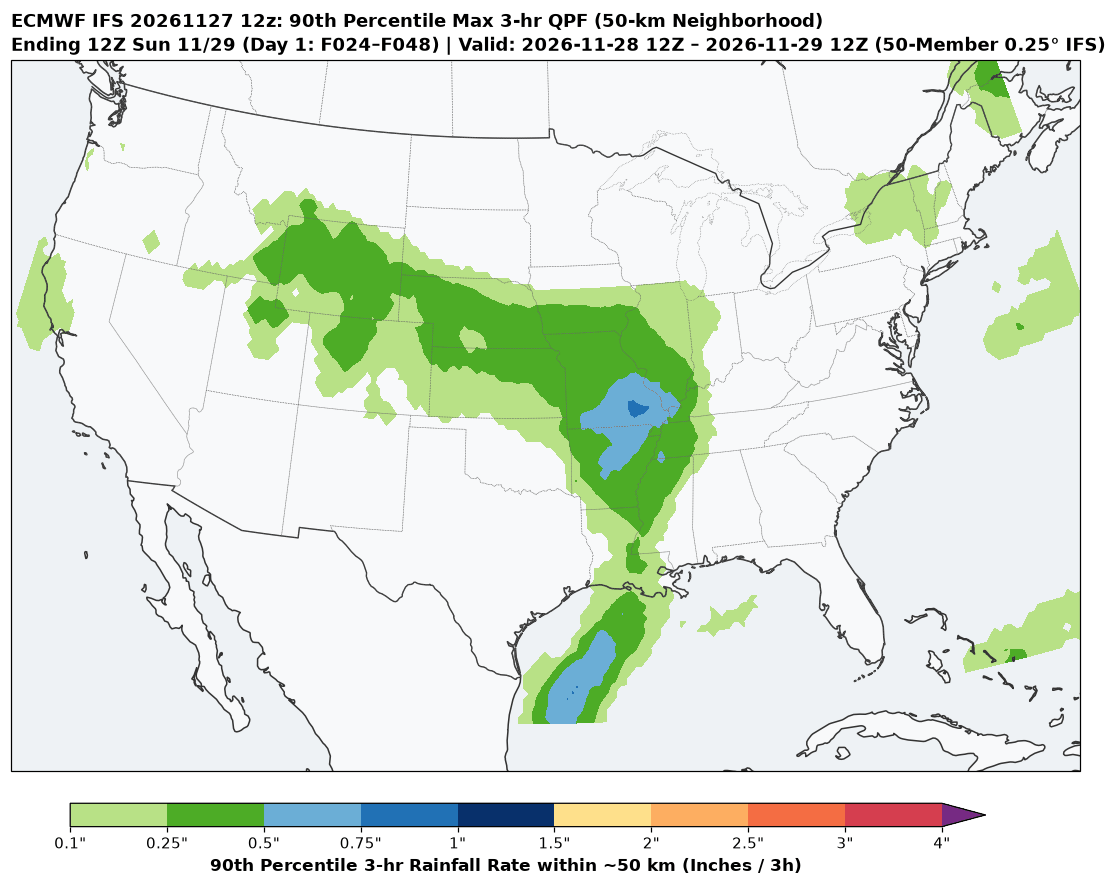 ECMWF IFS 20261127 12z: 90th Percentile Max 3-hr QPF (50-km Neighborhood)
Ending 12Z Sun 11/29 (Day 1: F024–F048) | Valid: 2026-11-28 12Z – 2026-11-29 12Z (50-Member 0.25° IFS)
0.1" 0.25" 0.5" 0.75" 1" 1.5" 2" 2.5" 3" 4"
90th Percentile 3-hr Rainfall Rate within ~50 km (Inches / 3h)